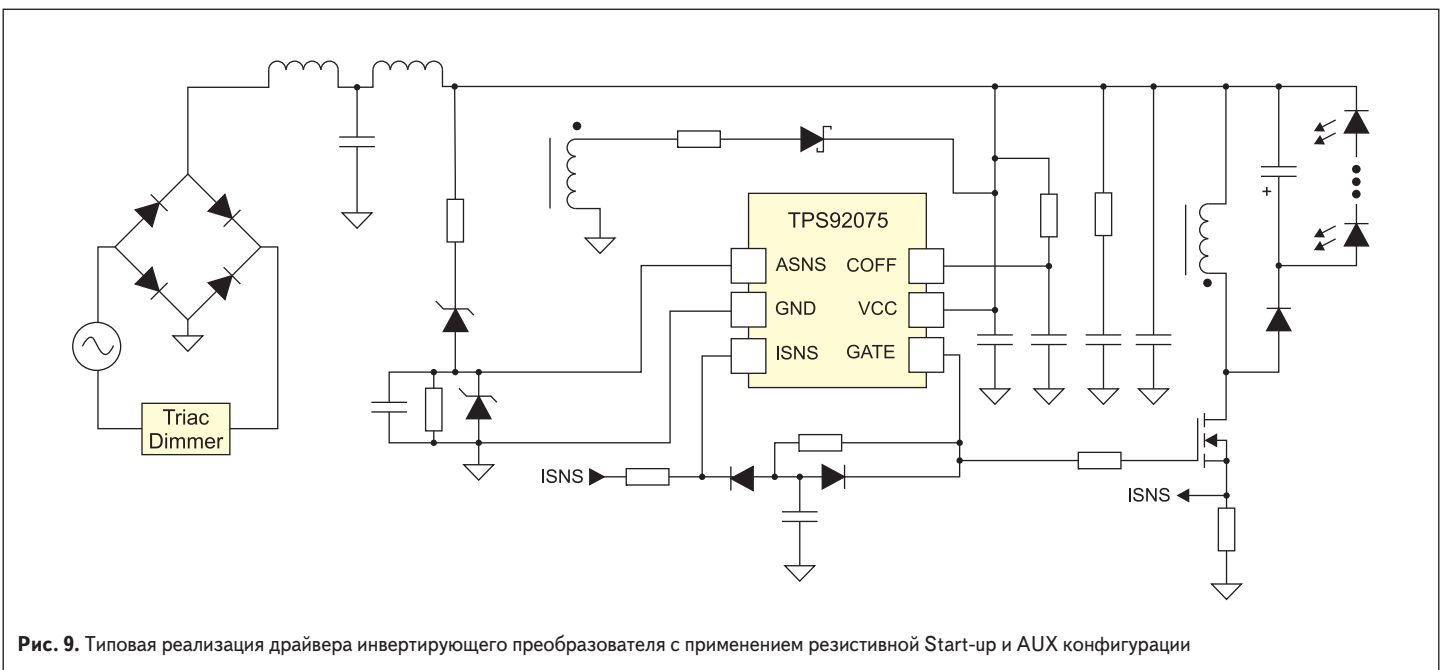 TPS92075
ASNS
COFF
GND
VCC
ISNS
GATE
Triac
Dimmer
+
ISNS
ISNS
Рис. 9. Типовая реализация драйвера инвертирующего преобразователя с применением резистивной Start-up и AUX конфигурации